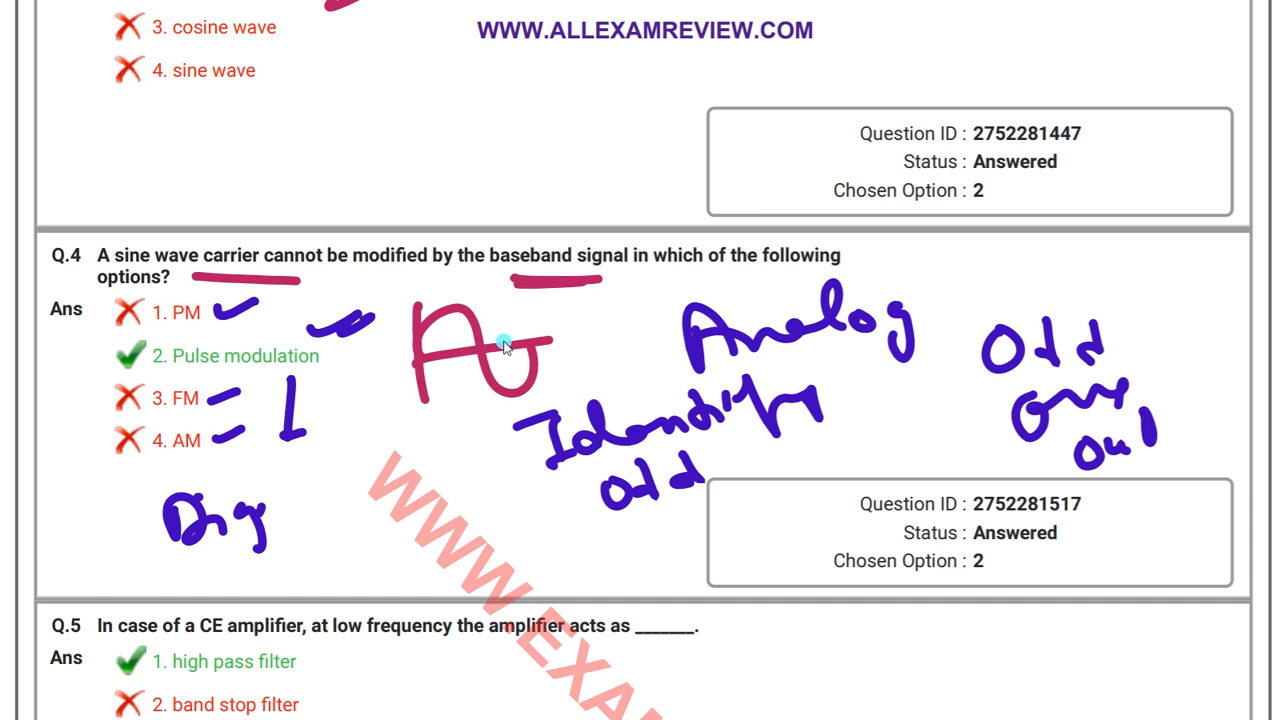 3. cosine wave
WWW.ALLEXAMREVIEW.COM
4. sine wave
Question ID : 2752281447
Status : Answered
Chosen Option : 2
Q.4 A sine wave carrier cannot be modified by the baseband signal in which of the following
options?
Ans 1. PM
2. Pulse modulation
3. FM
4. AM
Analog
Odd
out
Identify
odd
Question ID : 2752281517
Status : Answered
Chosen Option : 2
WWW.EXAM
Q.5 In case of a CE amplifier, at low frequency the amplifier acts as _______.
Ans 1. high pass filter
2. band stop filter